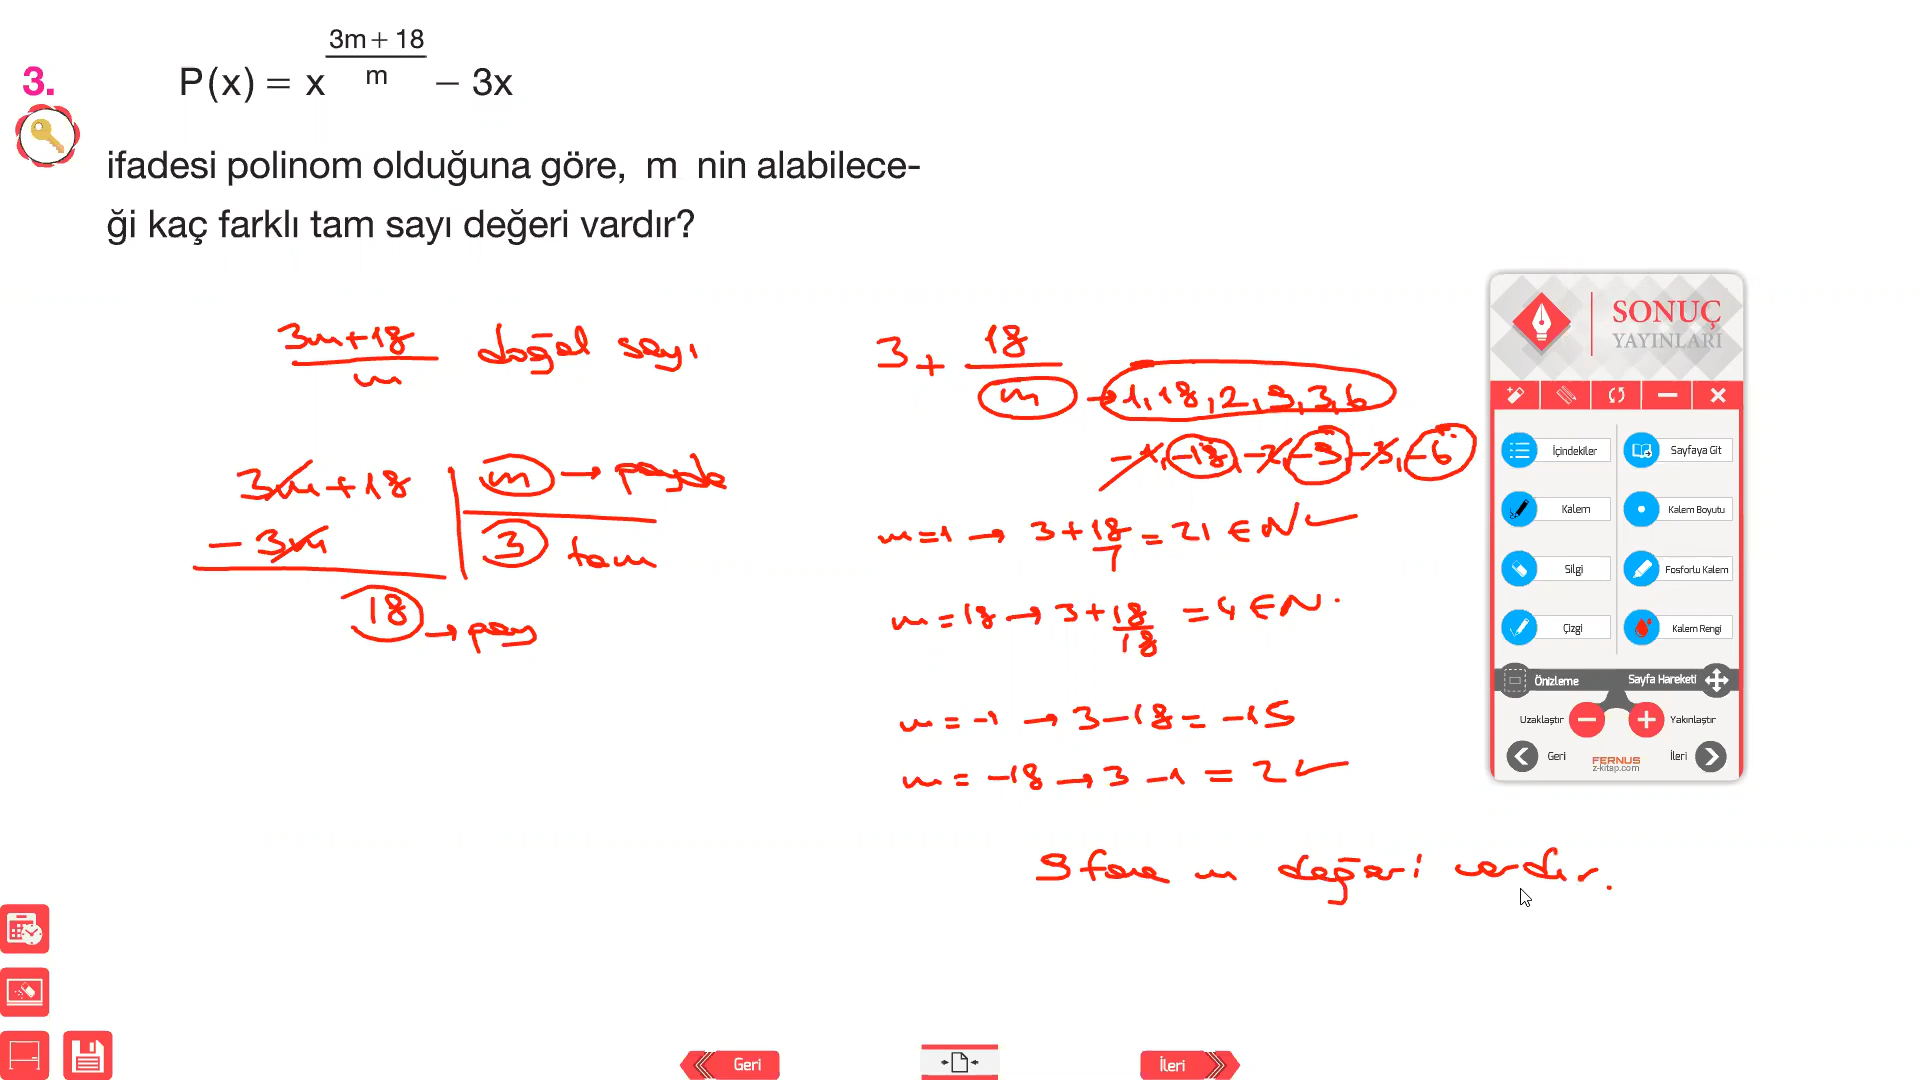 3.
P(x) = x^((3m + 18)/m) − 3x
ifadesi polinom olduğuna göre, m nin alabilece-
ği kaç farklı tam sayı değeri vardır?
(3m+18)/m doğal sayı
3m+18 | m → payda
− 3m | 3 tam
18 → pay
3 + 18/m → 1, 18, 2, 9, 3, 6
-1, -18, -2, -9, -3, -6
m=1 → 3 + 18/1 = 21 ∈ N ✓
m=18 → 3 + 18/18 = 4 ∈ N.
m = -1 → 3 − 18 = −15
m = -18 → 3 − 1 = 2 ✓
9 tane m değeri vardır.
SONUÇ
YAYINLARI
İçindekiler
Sayfaya Git
Kalem
Kalem Boyutu
Silgi
Fosforlu Kalem
Çizgi
Kalem Rengi
Önizleme
Sayfa Hareketi
Uzaklaştır
Yakınlaştır
Geri
FERNUS
z-kitap.com
İleri
Geri
İleri